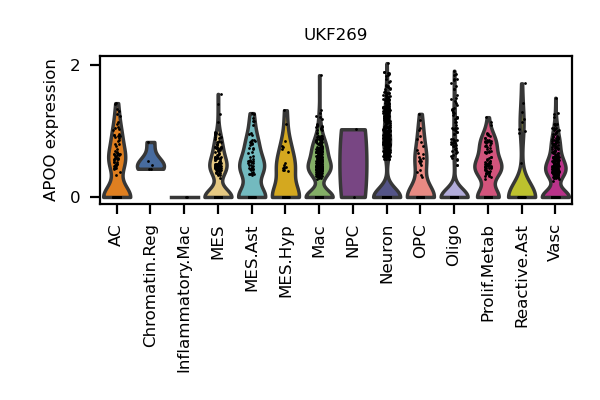 UKF269
APOO expression
2
0
AC
Chromatin.Reg
Inflammatory.Mac
MES
MES.Ast
MES.Hyp
Mac
NPC
Neuron
OPC
Oligo
Prolif.Metab
Reactive.Ast
Vasc